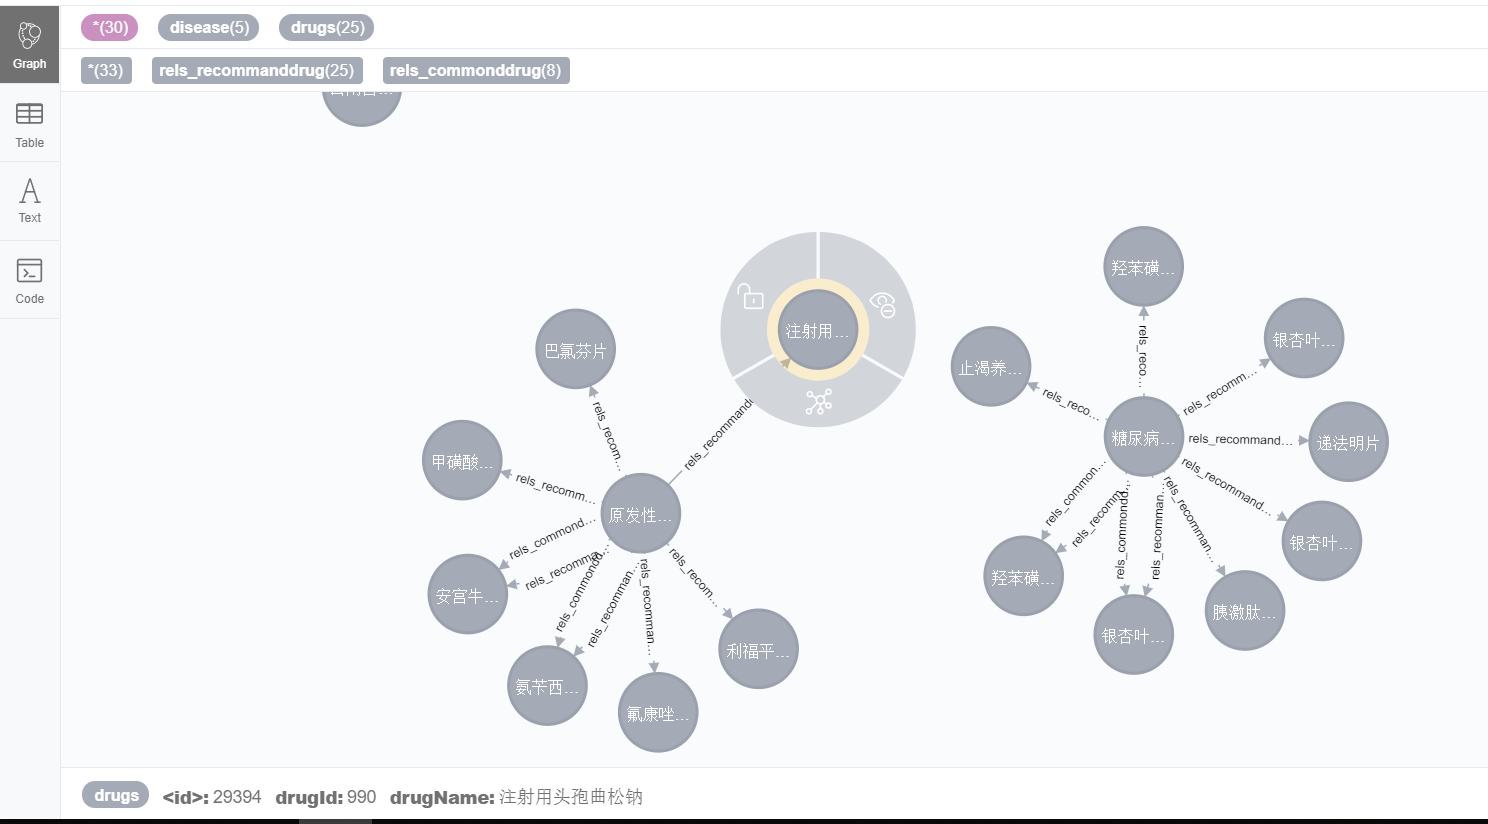 *(30) disease(5) drugs(25)
*(33) rels_recommanddrug(25) rels_commonddrug(8)
Graph
Table
Text
Code
注射用…
巴氯芬片
甲磺酸…
原发性…
安宫牛…
氨苄西…
氟康唑…
利福平…
rels_recom…
rels_recommand
rels_recomm…
rels_commond…
rels_recomma
rels_commond
rels_recomman…
rels_recomman…
rels_recom…
羟苯磺…
银杏叶…
止渴养…
糖尿病…
递法明片
银杏叶…
羟苯磺…
银杏叶…
胰激肽…
rels_reco…
rels_recomm…
rels_reco…
rels_recommand…
rels_recommand…
rels_common…
rels_recomm
rels_commondd
rels_recomman…
rels_recomman…
drugs <id>: 29394 drugId: 990 drugName: 注射用头孢曲松钠